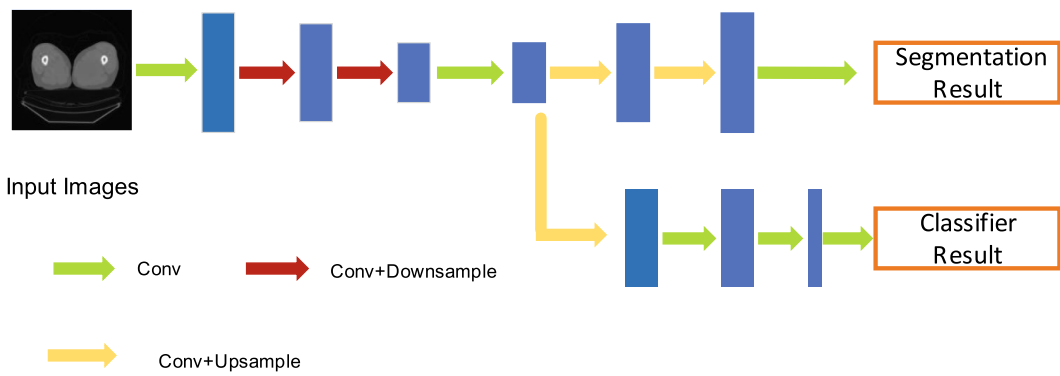 Segmentation
Result
Input Images
Classifier
Result
Conv
Conv+Downsample
Conv+Upsample